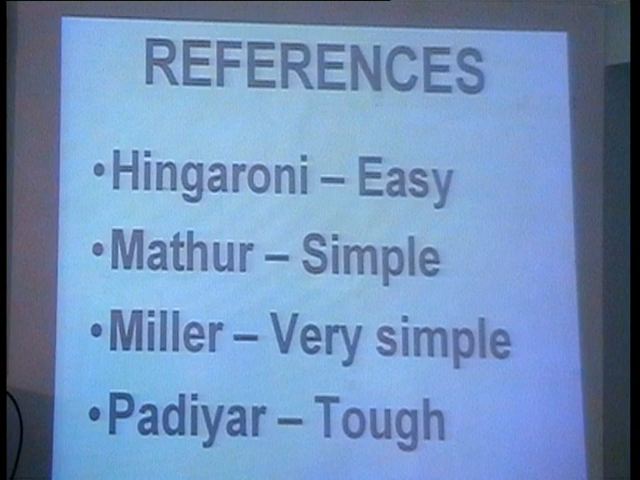 REFERENCES
•Hingaroni – Easy
•Mathur – Simple
•Miller – Very simple
•Padiyar – Tough